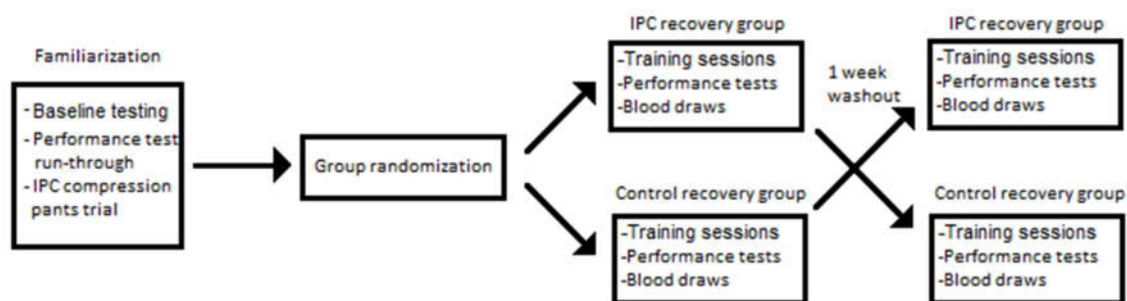 Familiarization
- Baseline testing
- Performance test
run-through
- IPC compression
pants trial
Group randomization
IPC recovery group
-Training sessions
-Performance tests
-Blood draws
Control recovery group
-Training sessions
-Performance tests
-Blood draws
1 week
washout
IPC recovery group
-Training sessions
-Performance tests
-Blood draws
Control recovery group
-Training sessions
-Performance tests
-Blood draws